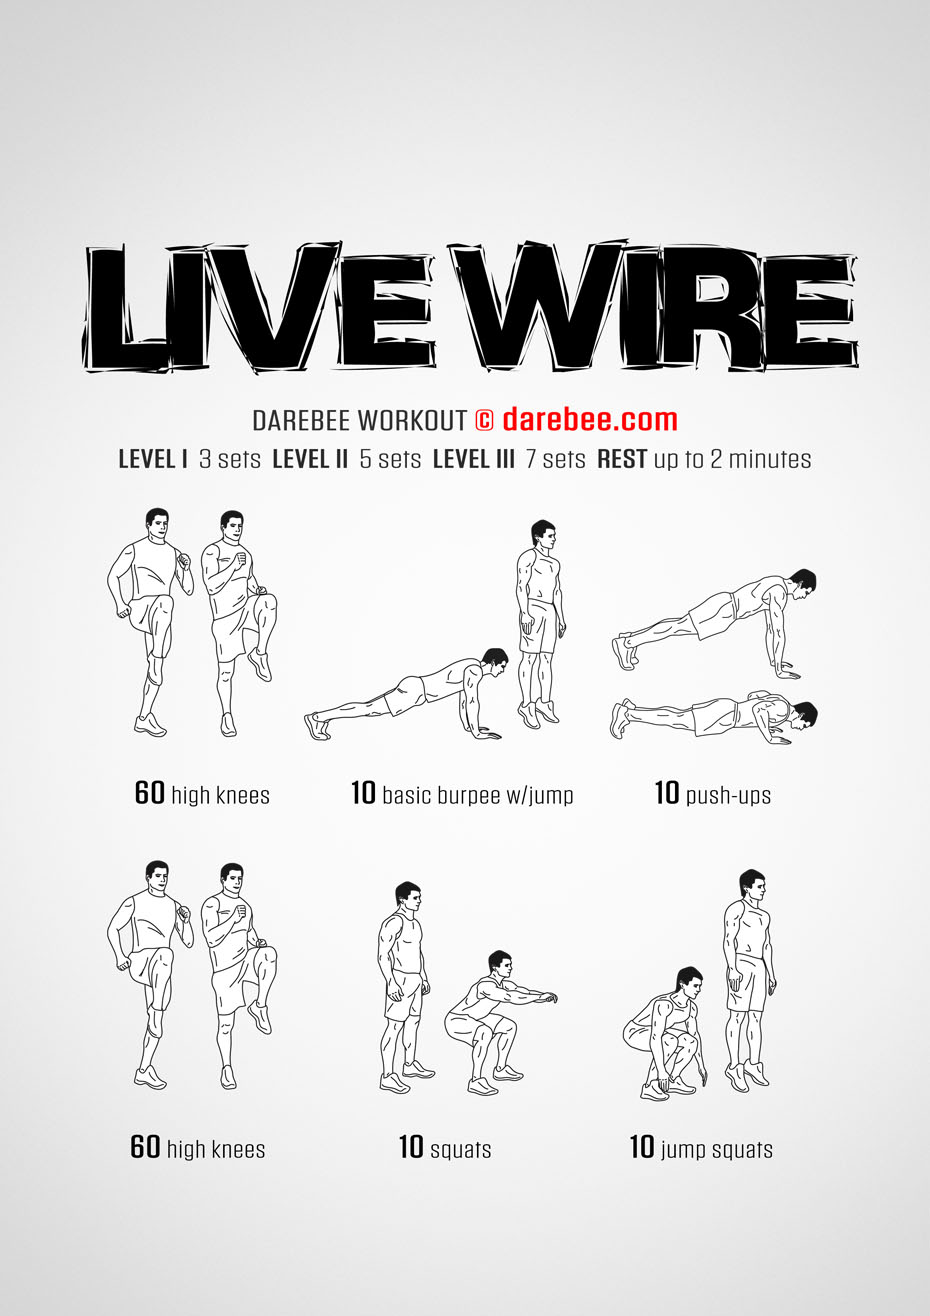 LIVE WIRE
DAREBEE WORKOUT © darebee.com
LEVEL I 3 sets LEVEL II 5 sets LEVEL III 7 sets REST up to 2 minutes
60 high knees
10 basic burpee w/jump
10 push-ups
60 high knees
10 squats
10 jump squats